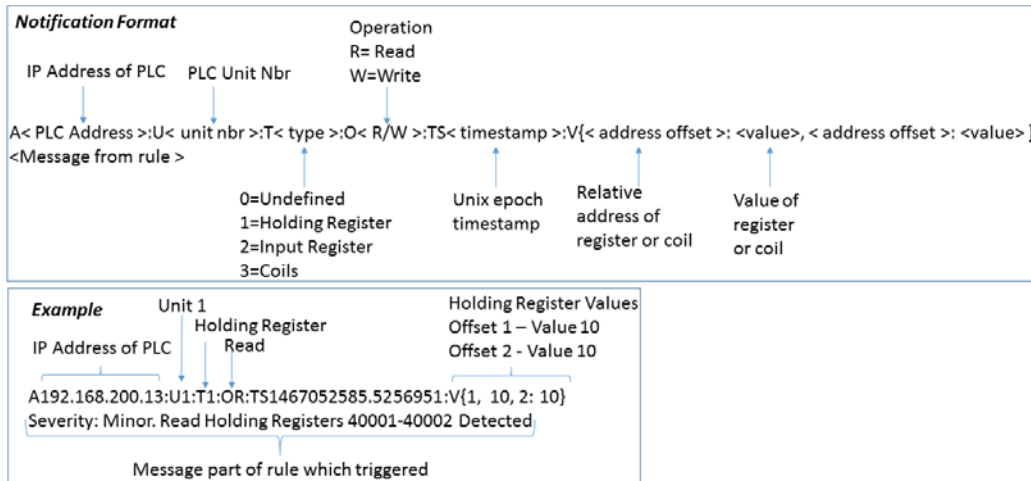 Notification Format
Operation
R= Read
W=Write
IP Address of PLC
PLC Unit Nbr
A< PLC Address >:U< unit nbr >:T< type >:O< R/W >:TS< timestamp >:V{< address offset >: <value>, < address offset >: <value> }
<Message from rule >
0=Undefined
1=Holding Register
2=Input Register
3=Coils
Unix epoch
timestamp
Relative
address of
register or coil
Value of
register
or coil
Example
Unit 1
Holding Register
Read
IP Address of PLC
Holding Register Values
Offset 1 – Value 10
Offset 2 - Value 10
A192.168.200.13:U1:T1:OR:TS1467052585.5256951:V{1, 10, 2: 10}
Severity: Minor. Read Holding Registers 40001-40002 Detected
Message part of rule which triggered